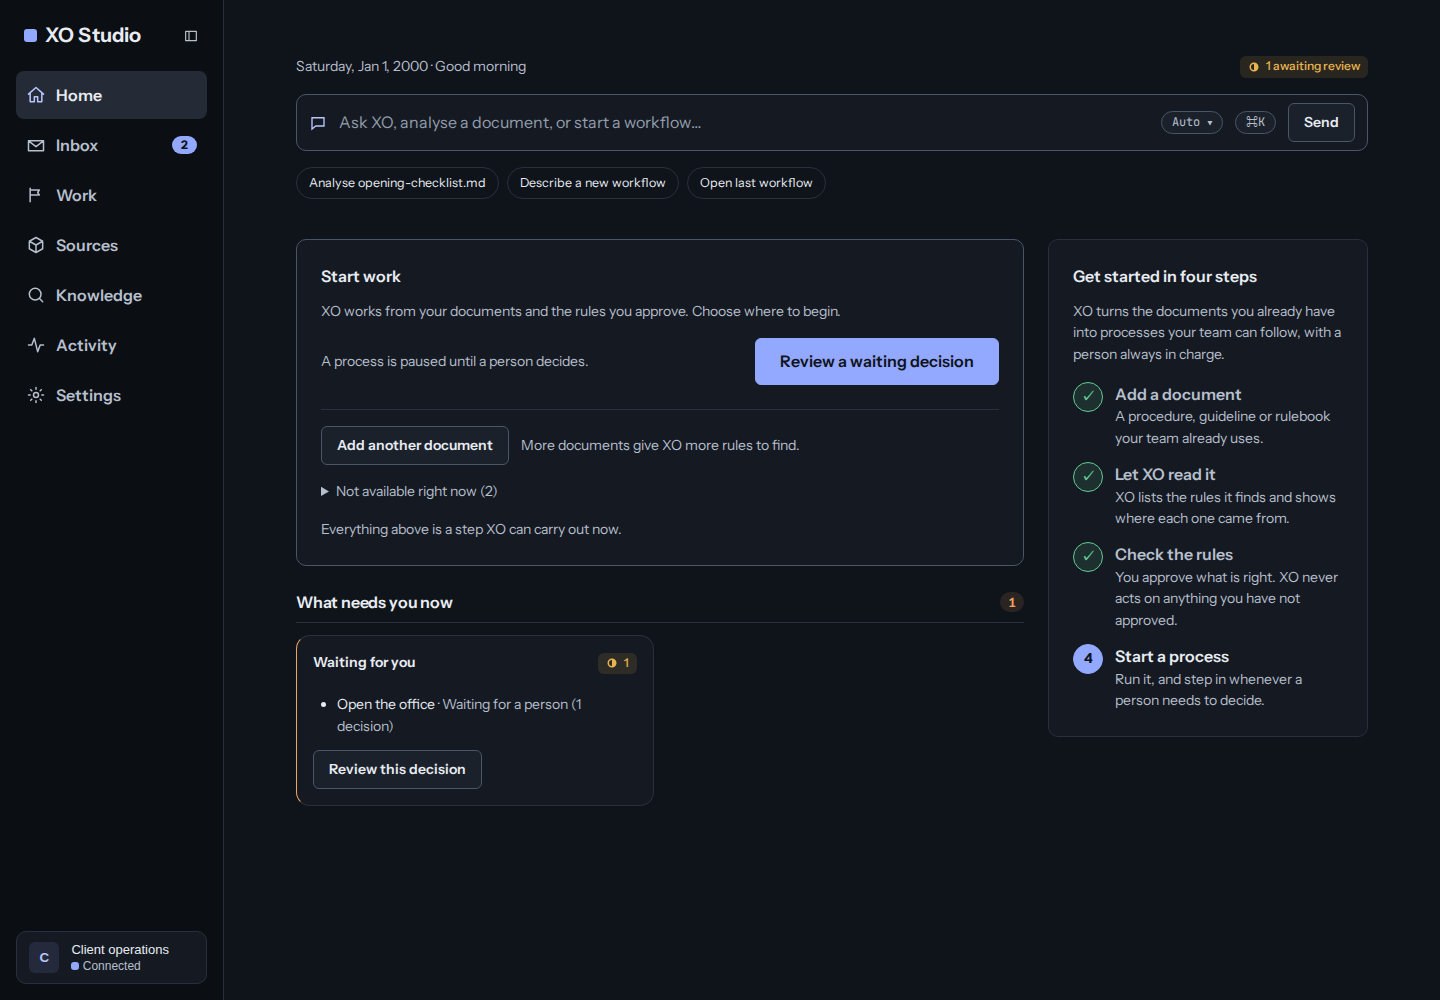 XO Studio
Home
Inbox 2
Work
Sources
Knowledge
Activity
Settings
Client operations
C
Connected
Saturday, Jan 1, 2000 · Good morning
1 awaiting review
Ask XO, analyse a document, or start a workflow...
Auto ▾
⌘K
Send
Analyse opening-checklist.md
Describe a new workflow
Open last workflow
Start work
XO works from your documents and the rules you approve. Choose where to begin.
A process is paused until a person decides.
Review a waiting decision
Add another document
More documents give XO more rules to find.
▶ Not available right now (2)
Everything above is a step XO can carry out now.
What needs you now
1
Waiting for you
1
• Open the office · Waiting for a person (1
decision)
Review this decision
Get started in four steps
XO turns the documents you already have
into processes your team can follow, with a
person always in charge.
✓ Add a document
A procedure, guideline or rulebook
your team already uses.
✓ Let XO read it
XO lists the rules it finds and shows
where each one came from.
✓ Check the rules
You approve what is right. XO never
acts on anything you have not
approved.
4 Start a process
Run it, and step in whenever a
person needs to decide.